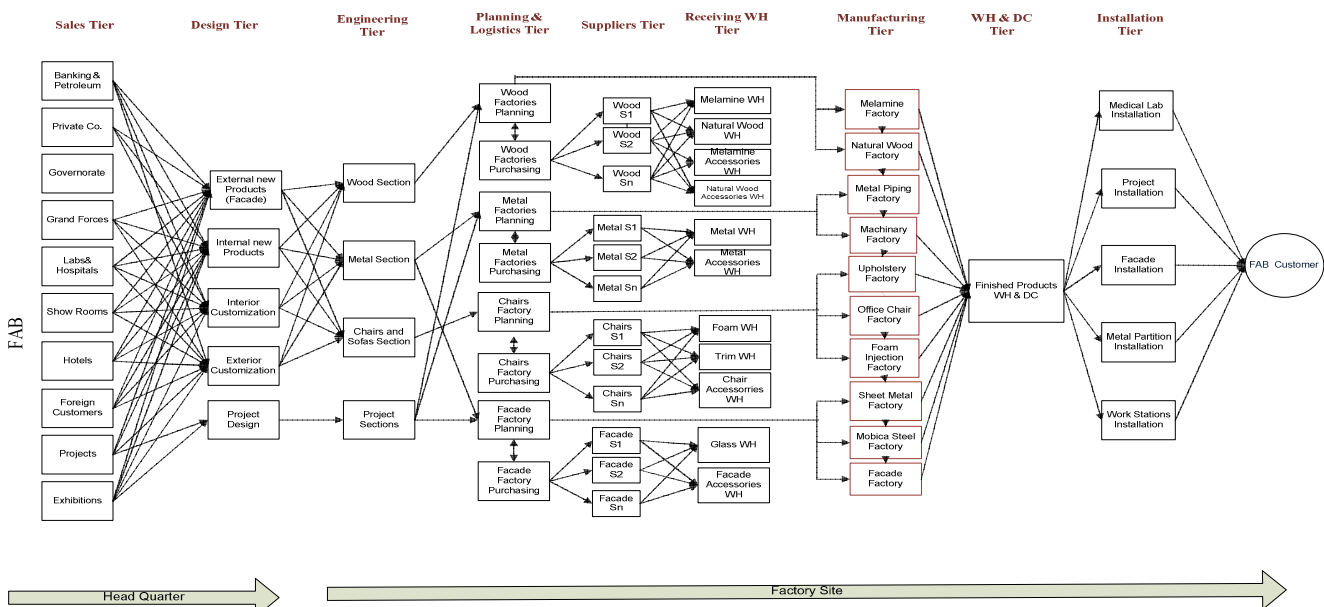 Sales Tier
Design Tier
Engineering
Tier
Planning &
Logistics Tier
Suppliers Tier
Receiving WH
Tier
Manufacturing
Tier
WH & DC
Tier
Installation
Tier
FAB
Banking &
Petroleum
Private Co.
Governorate
Grand Forces
Labs&
Hospitals
Show Rooms
Hotels
Foreign
Customers
Projects
Exhibitions
External new
Products
(Facade)
Internal new
Products
Interior
Customization
Exterior
Customization
Project
Design
Wood Section
Metal Section
Chairs and
Sofas Section
Project
Sections
Wood
Factories
Planning
Wood
Factories
Purchasing
Metal
Factories
Planning
Metal
Factories
Purchasing
Chairs
Factory
Planning
Chairs
Factory
Purchasing
Facade
Factory
Planning
Facade
Factory
Purchasing
Wood
S1
Wood
S2
Wood
Sn
Metal S1
Metal S2
Metal Sn
Chairs
S1
Chairs
S2
Chairs
Sn
Facade
S1
Facade
S2
Facade
Sn
Melamine WH
Natural Wood
WH
Melamine
Accessories
WH
Natural Wood
Accessories WH
Metal WH
Metal
Accessories
WH
Foam WH
Trim WH
Chair
Accessorries
WH
Glass WH
Facade
Accessories
WH
Melamine
Factory
Natural Wood
Factory
Metal Piping
Factory
Machinary
Factory
Upholstery
Factory
Office Chair
Factory
Foam
Injection
Factory
Sheet Metal
Factory
Mobica Steel
Factory
Facade
Factory
Finished Products
WH & DC
Medical Lab
Installation
Project
Installation
Facade
Installation
Metal Partition
Installation
Work Stations
Installation
FAB Customer
Head Quarter
Factory Site